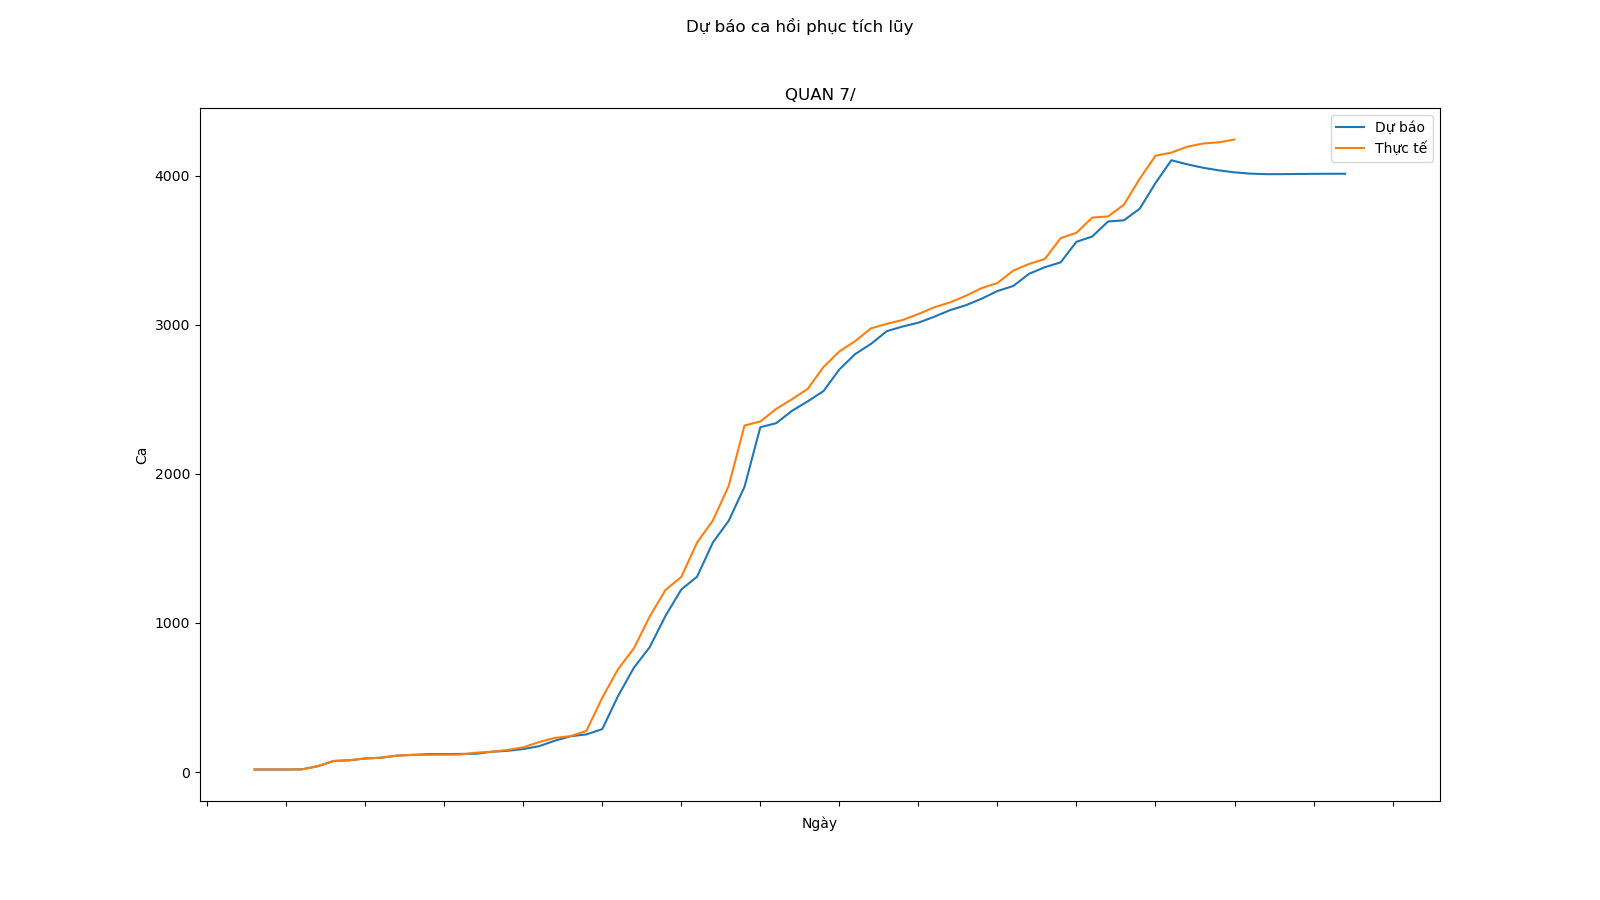 Dự báo ca hồi phục tích lũy
QUAN 7/
Dự báo
Thực tế
4000
3000
2000
1000
0
Ca
Ngày